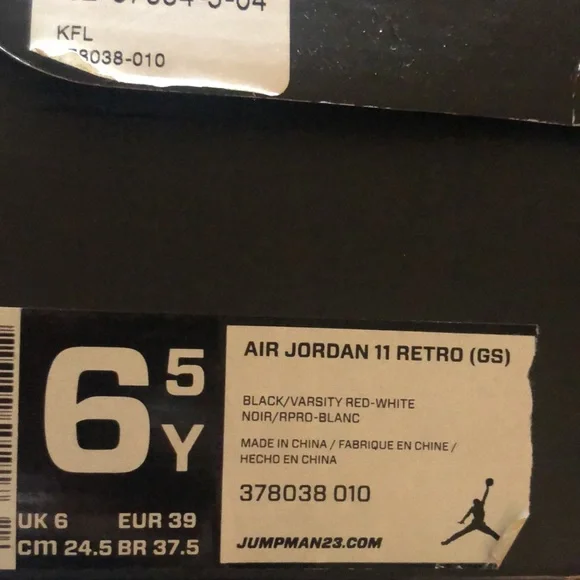 KFL
8038-010
6 5
Y
UK 6 EUR 39
cm 24.5 BR 37.5
AIR JORDAN 11 RETRO (GS)
BLACK/VARSITY RED-WHITE
NOIR/RPRO-BLANC
MADE IN CHINA / FABRIQUE EN CHINE /
HECHO EN CHINA
378038 010
JUMPMAN23.COM